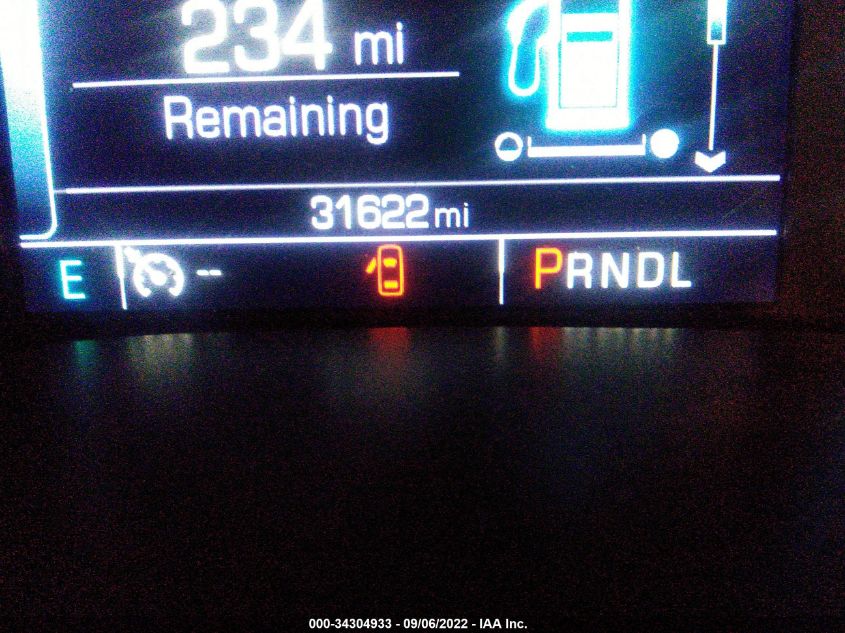 234 mi
Remaining
31622 mi
E -- PRNDL
000-34304933 - 09/06/2022 - IAA Inc.